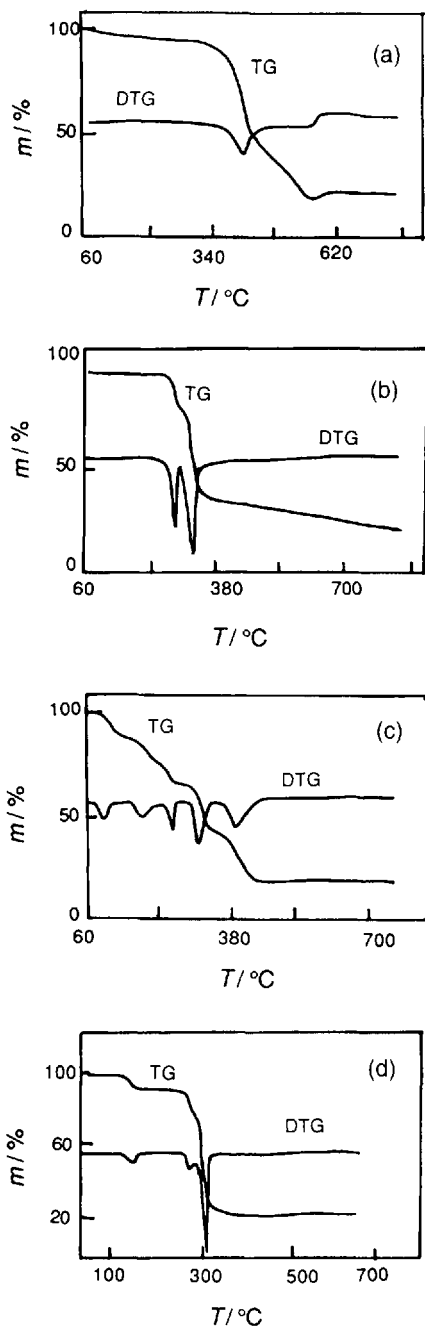 100
(a)
TG
DTG
m / %
50
0
60
340
620
T / °C
100
(b)
TG
DTG
m / %
50
0
60
380
700
T / °C
100
(c)
TG
DTG
m / %
50
0
60
380
700
T / °C
(d)
100
TG
DTG
m / %
60
20
100
300
500
700
T / °C